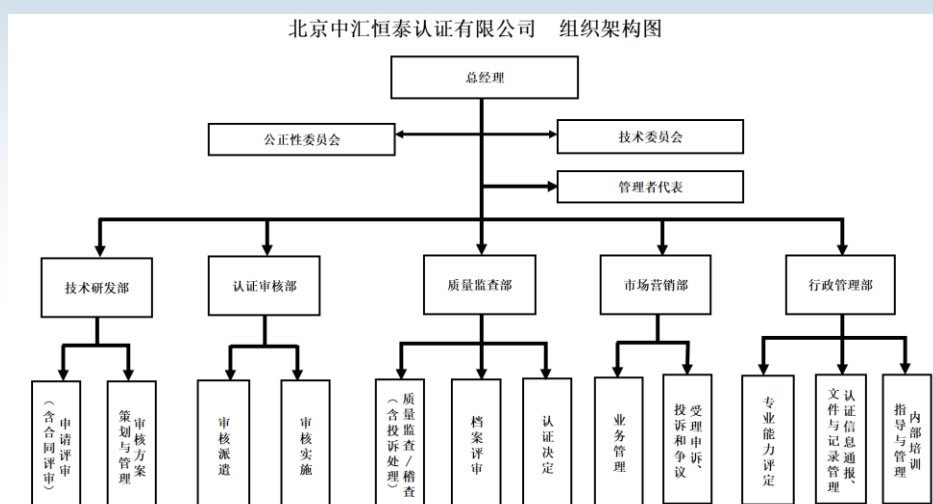 北京中汇恒泰认证有限公司 组织架构图
总经理
公正性委员会
技术委员会
管理者代表
技术研发部
认证审核部
质量监查部
市场营销部
行政管理部
申请评审
（含合同评审）
审核方案
策划与管理
审核派遣
审核实施
质量监查/稽查
（含投诉处理）
档案评审
认证决定
业务管理
受理申诉、
投诉和争议
专业能力评定
认证信息通报、
文件与记录管理
内部培训
指导与管理